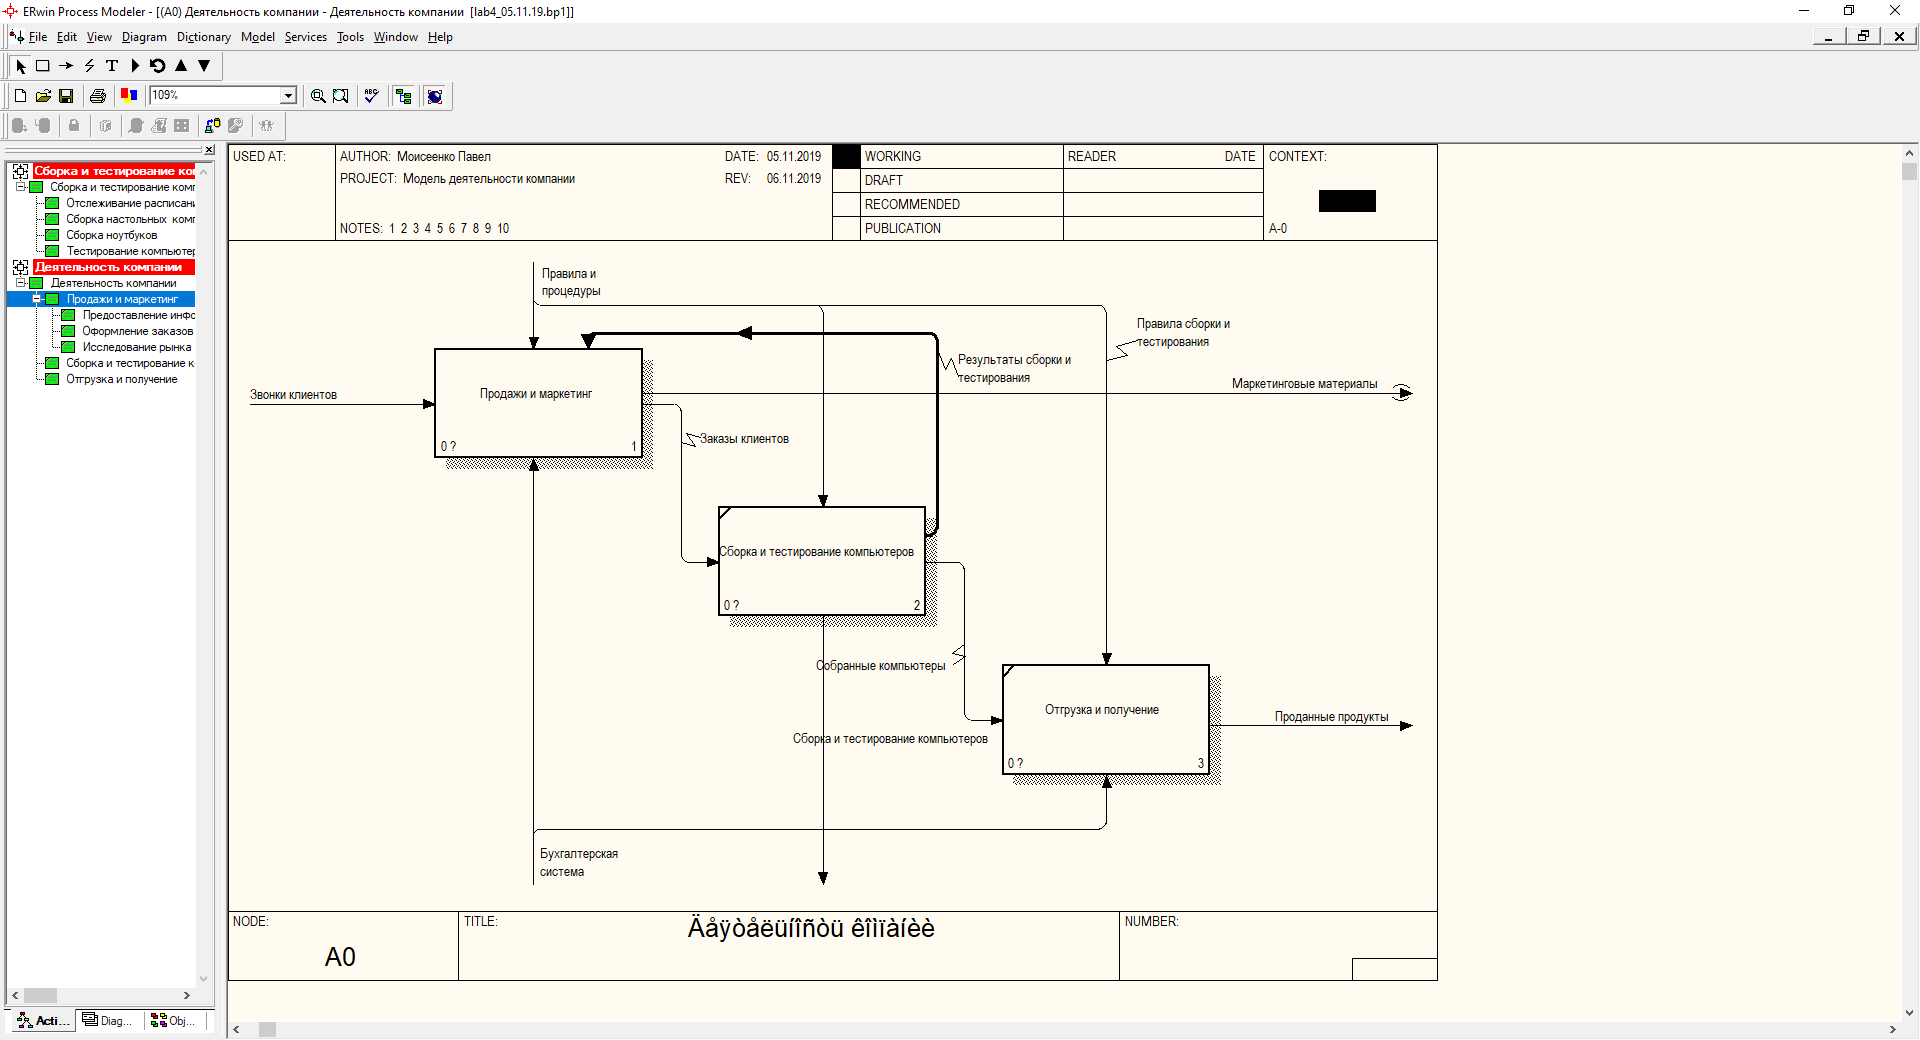 ERwin Process Modeler - [(A0) Деятельность компании - Деятельность компании [lab4_05.11.19.bp1]]
File Edit View Diagram Dictionary Model Services Tools Window Help
T
109%
ABC
Сборка и тестирование ко
Сборка и тестирование комп
Отслеживание расписани
Сборка настольных комп
Сборка ноутбуков
Тестирование компьютер
Деятельность компании
Деятельность компании
Продажи и маркетинг
Предоставление инфо
Оформление заказов
Исследование рынка
Сборка и тестирование к
Отгрузка и получение
Acti... Diag... Obj...
USED AT:
AUTHOR: Моисеенко Павел
DATE: 05.11.2019
PROJECT: Модель деятельности компании
REV: 06.11.2019
NOTES: 1 2 3 4 5 6 7 8 9 10
WORKING
DRAFT
RECOMMENDED
PUBLICATION
READER DATE
CONTEXT:
A-0
Правила и
процедуры
Правила сборки и
тестирования
Результаты сборки и
тестирования
Маркетинговые материалы
Звонки клиентов
Продажи и маркетинг
0 ? 1
Заказы клиентов
Сборка и тестирование компьютеров
0 ? 2
Собранные компьютеры
Отгрузка и получение
0 ? 3
Проданные продукты
Сборка и тестирование компьютеров
Бухгалтерская
система
NODE:
A0
TITLE:
Äåÿòåëüíîñòü êîìïàíèè
NUMBER: